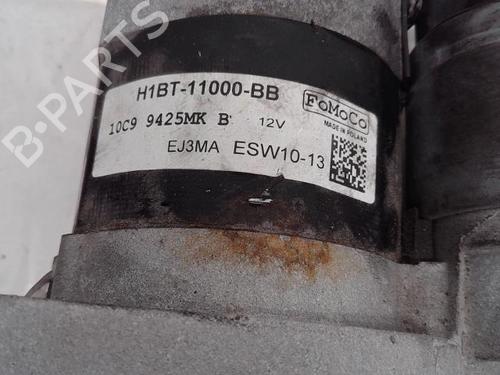 H1BT-11000-BB
FoMoCo
MADE IN POLAND
10C9 9425MK B 12V
EJ3MA ESW10-13
B-PARTS